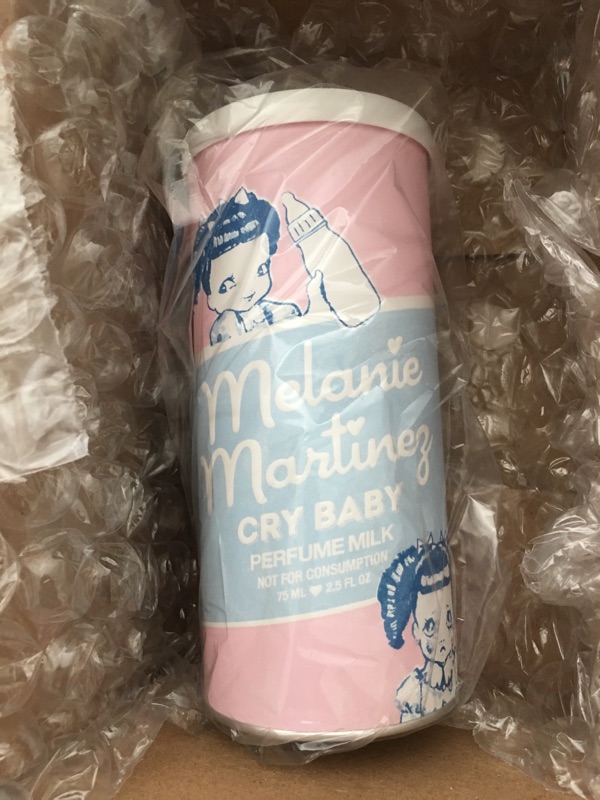 Melanie
Martinez
CRY BABY
PERFUME MILK
NOT FOR CONSUMPTION
75 ML ♥ 2.5 FL OZ